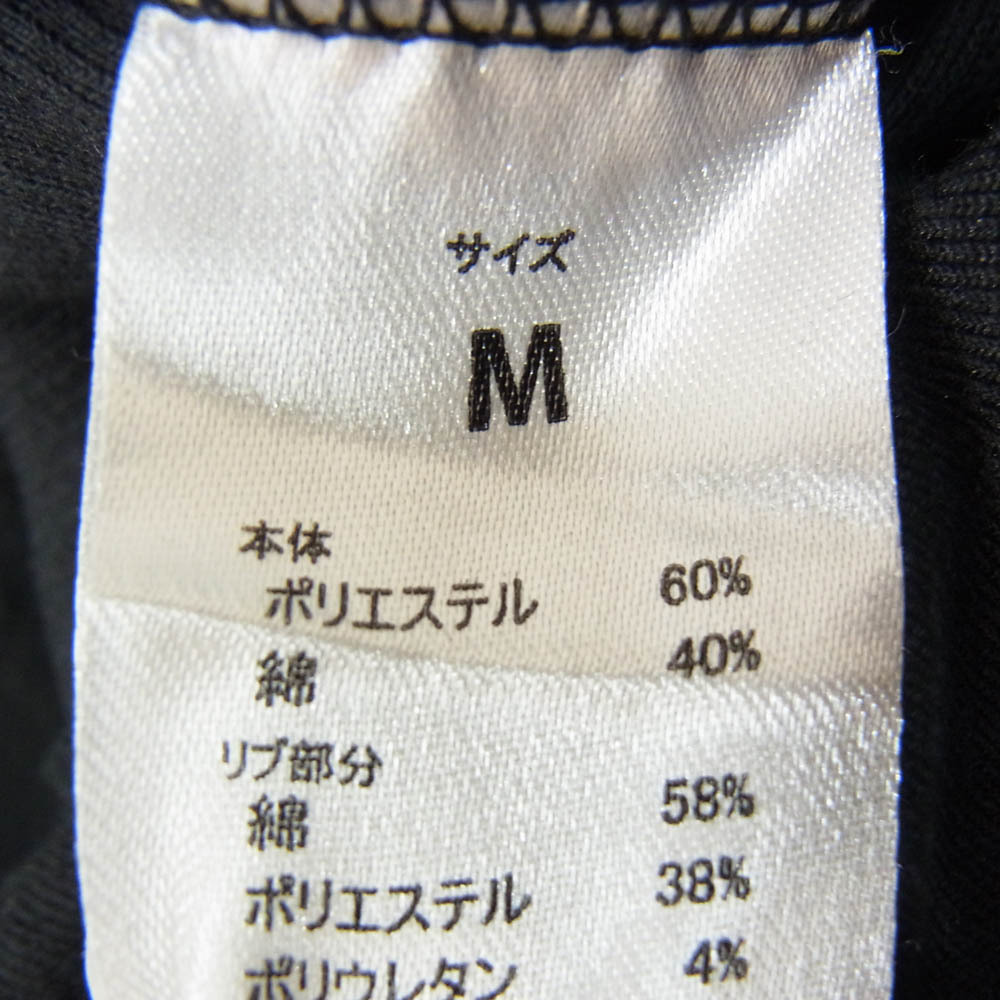 サイズ
M
本体
ポリエステル 60%
綿 40%
リブ部分
綿 58%
ポリエステル 38%
ポリウレタン 4%